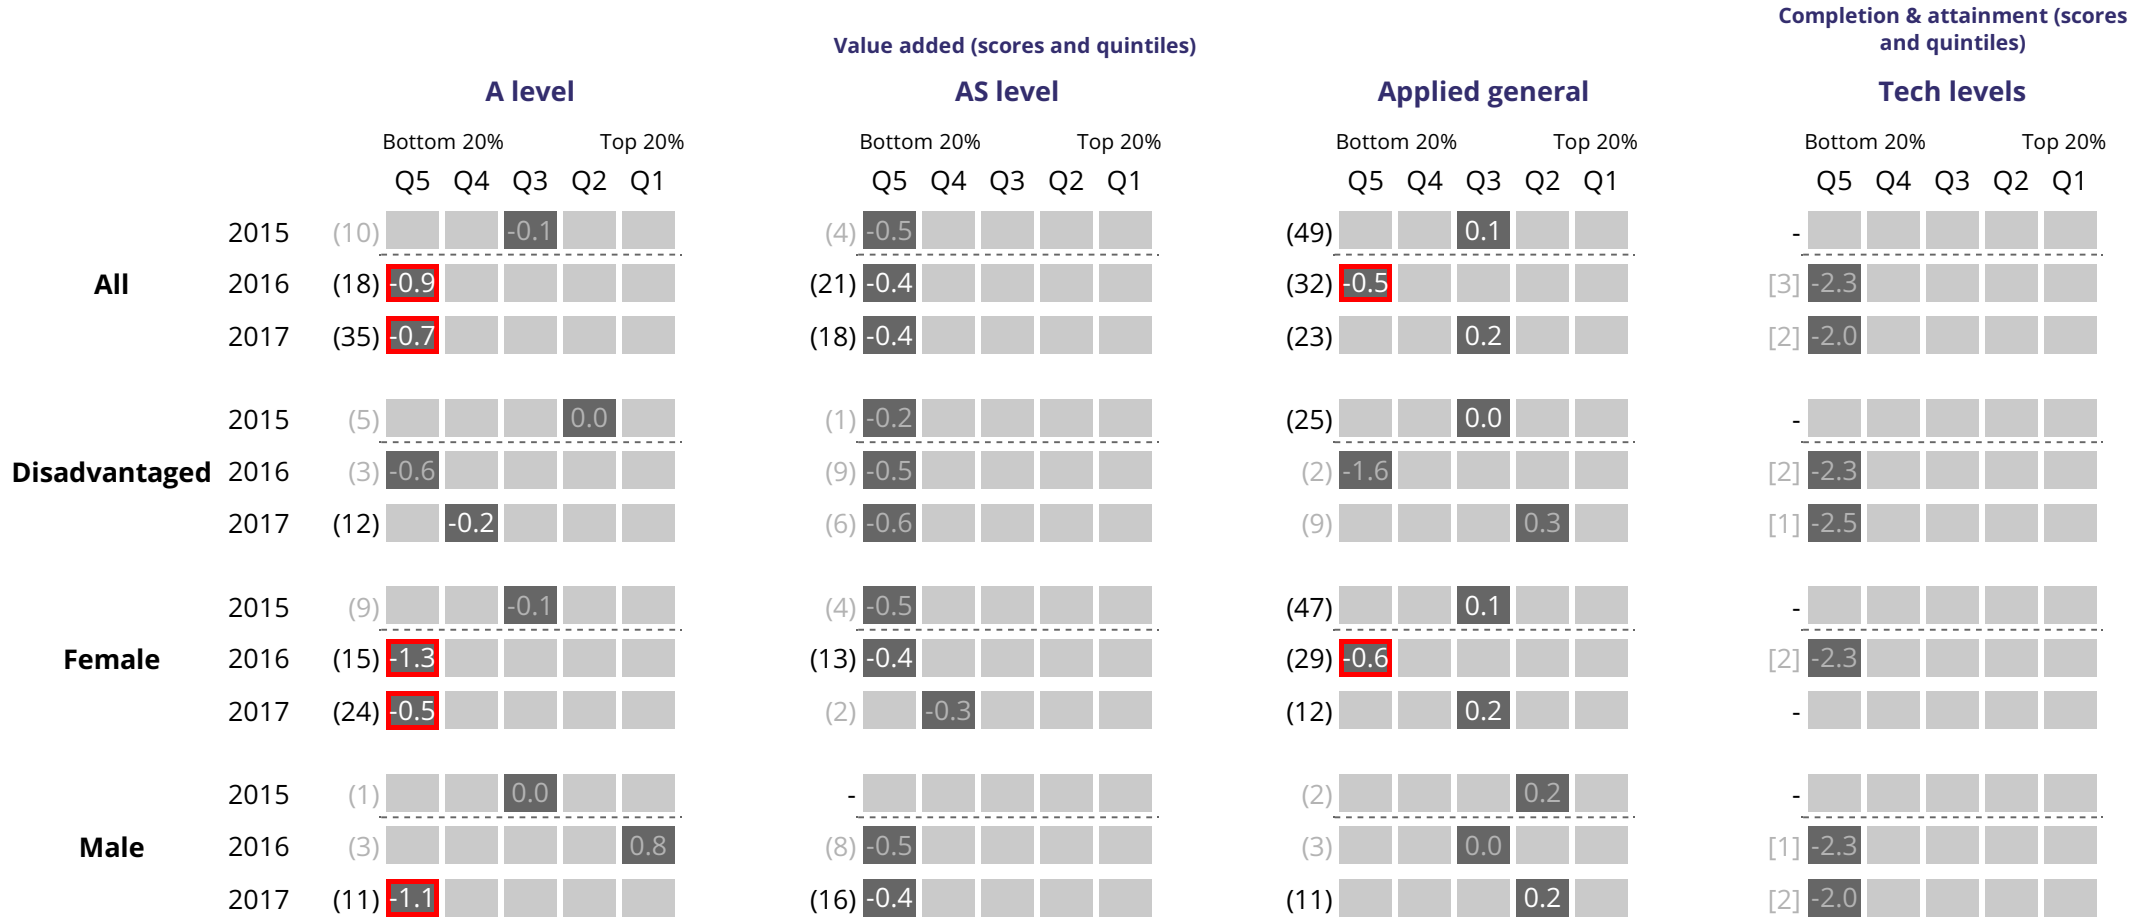 Completion & attainment (scores
and quintiles)
Value added (scores and quintiles)
A level AS level Applied general Tech levels
Bottom 20% Top 20% Bottom 20% Top 20% Bottom 20% Top 20% Bottom 20% Top 20%
Q5 Q4 Q3 Q2 Q1 Q5 Q4 Q3 Q2 Q1 Q5 Q4 Q3 Q2 Q1 Q5 Q4 Q3 Q2 Q1
2015 (10) -0.1 (4) -0.5 (49) 0.1 -
All 2016 (18) -0.9 (21) -0.4 (32) -0.5 [3] -2.3
2017 (35) -0.7 (18) -0.4 (23) 0.2 [2] -2.0
2015 (5) 0.0 (1) -0.2 (25) 0.0 -
Disadvantaged 2016 (3) -0.6 (9) -0.5 (2) -1.6 [2] -2.3
2017 (12) -0.2 (6) -0.6 (9) 0.3 [1] -2.5
2015 (9) -0.1 (4) -0.5 (47) 0.1 -
Female 2016 (15) -1.3 (13) -0.4 (29) -0.6 [2] -2.3
2017 (24) -0.5 (2) -0.3 (12) 0.2 -
2015 (1) 0.0 - (2) 0.2 -
Male 2016 (3) 0.8 (8) -0.5 (3) 0.0 [1] -2.3
2017 (11) -1.1 (16) -0.4 (11) 0.2 [2] -2.0